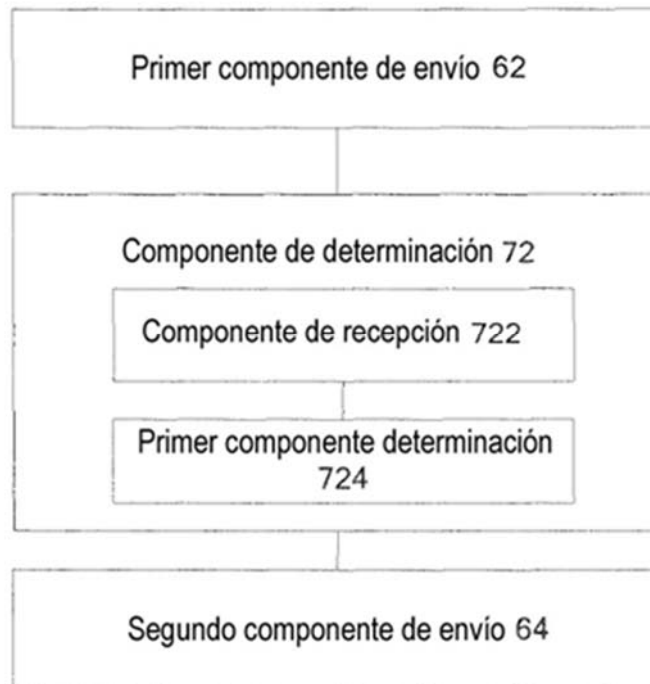 Primer componente de envío 62
Componente de determinación 72
Componente de recepción 722
Primer componente determinación
724
Segundo componente de envío 64